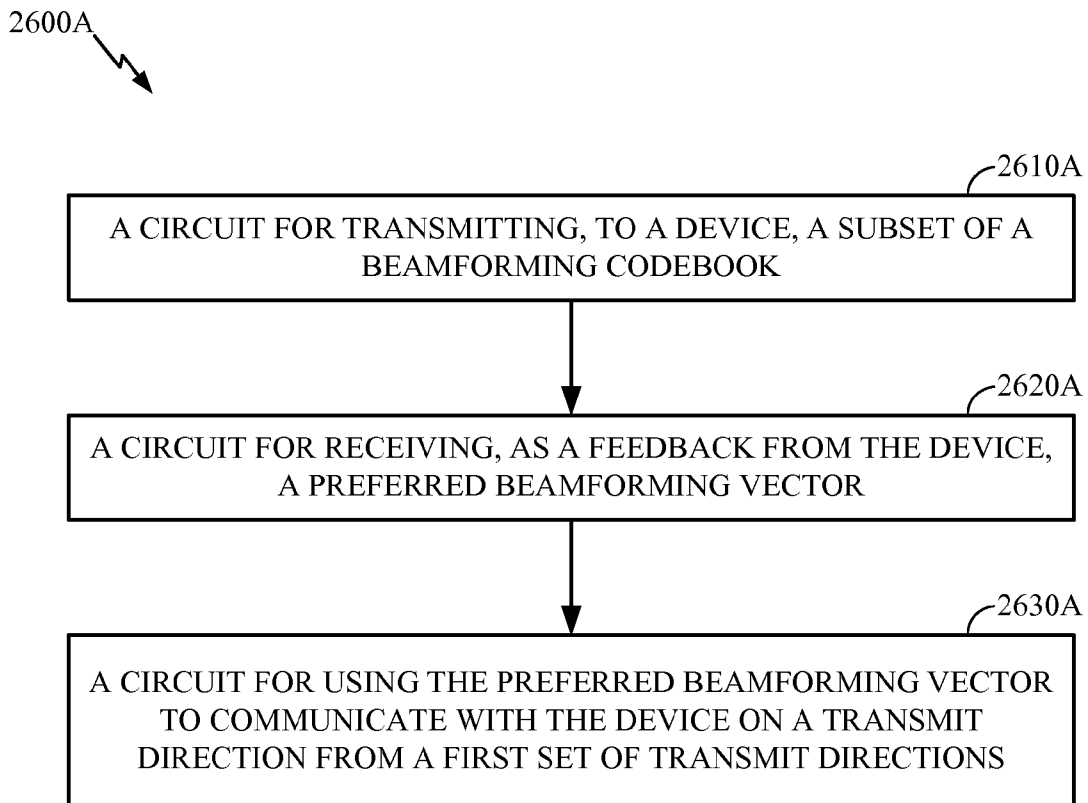 2600A
2610A
A CIRCUIT FOR TRANSMITTING, TO A DEVICE, A SUBSET OF A
BEAMFORMING CODEBOOK
2620A
A CIRCUIT FOR RECEIVING, AS A FEEDBACK FROM THE DEVICE,
A PREFERRED BEAMFORMING VECTOR
2630A
A CIRCUIT FOR USING THE PREFERRED BEAMFORMING VECTOR
TO COMMUNICATE WITH THE DEVICE ON A TRANSMIT
DIRECTION FROM A FIRST SET OF TRANSMIT DIRECTIONS